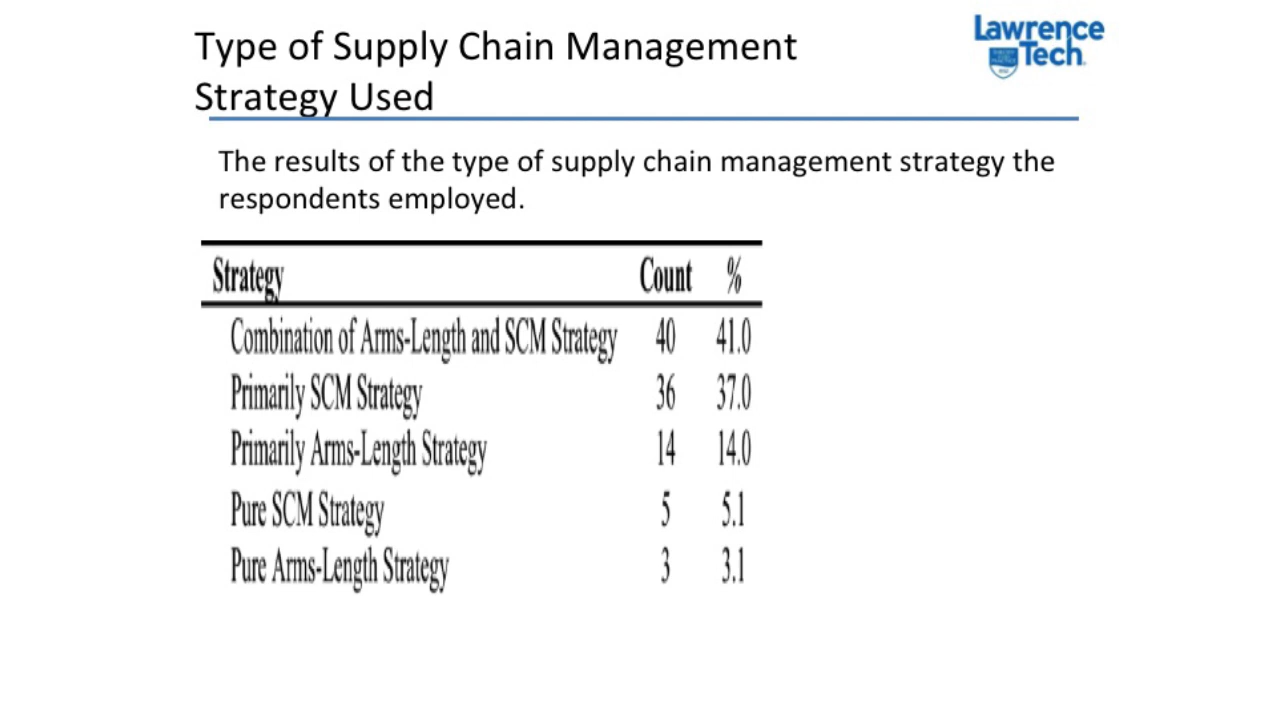 Type of Supply Chain Management
Strategy Used
Lawrence
Tech
The results of the type of supply chain management strategy the
respondents employed.
Strategy Count %
Combination of Arms-Length and SCM Strategy 40 41.0
Primarily SCM Strategy 36 37.0
Primarily Arms-Length Strategy 14 14.0
Pure SCM Strategy 5 5.1
Pure Arms-Length Strategy 3 3.1